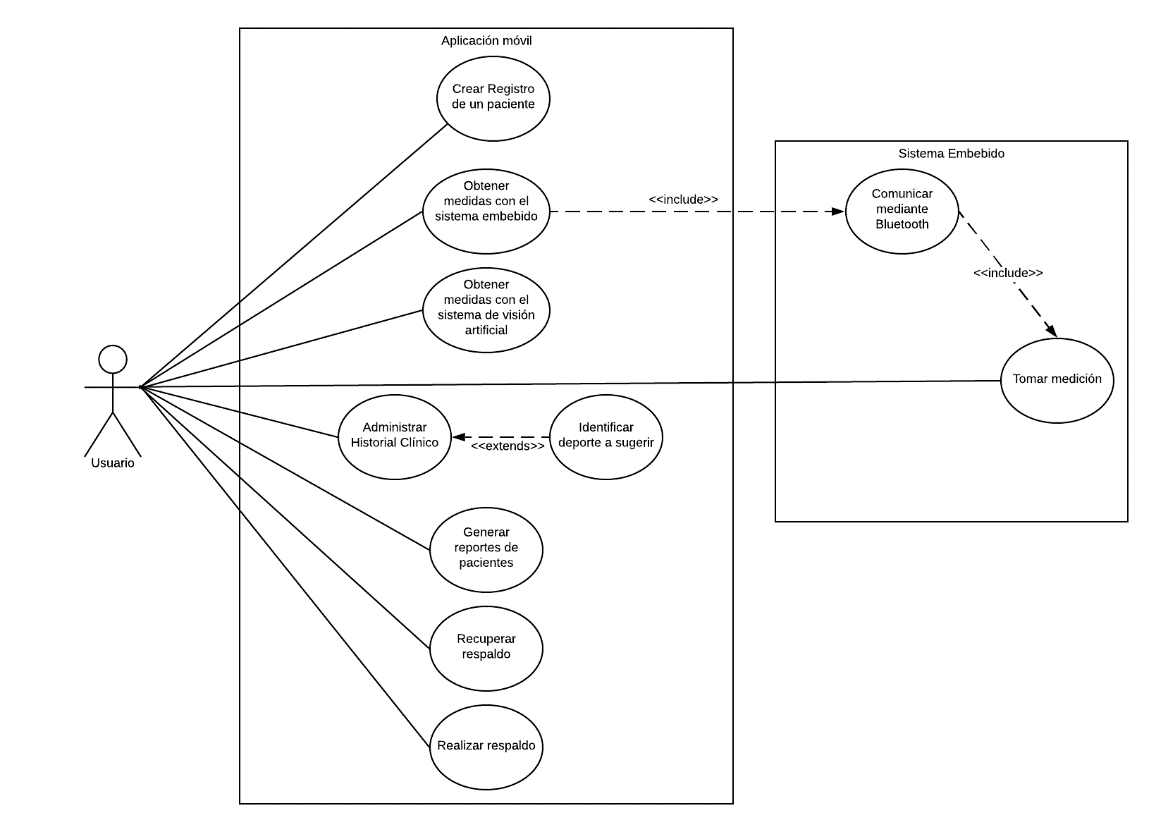 Aplicación móvil
Crear Registro
de un paciente
Sistema Embebido
Obtener
medidas con el
sistema embebido
<<include>>
Comunicar
mediante
Bluetooth
<<include>>
Obtener
medidas con el
sistema de visión
artificial
Tomar medición
Usuario
Administrar
Historial Clínico
<<extends>>
Identificar
deporte a sugerir
Generar
reportes de
pacientes
Recuperar
respaldo
Realizar respaldo